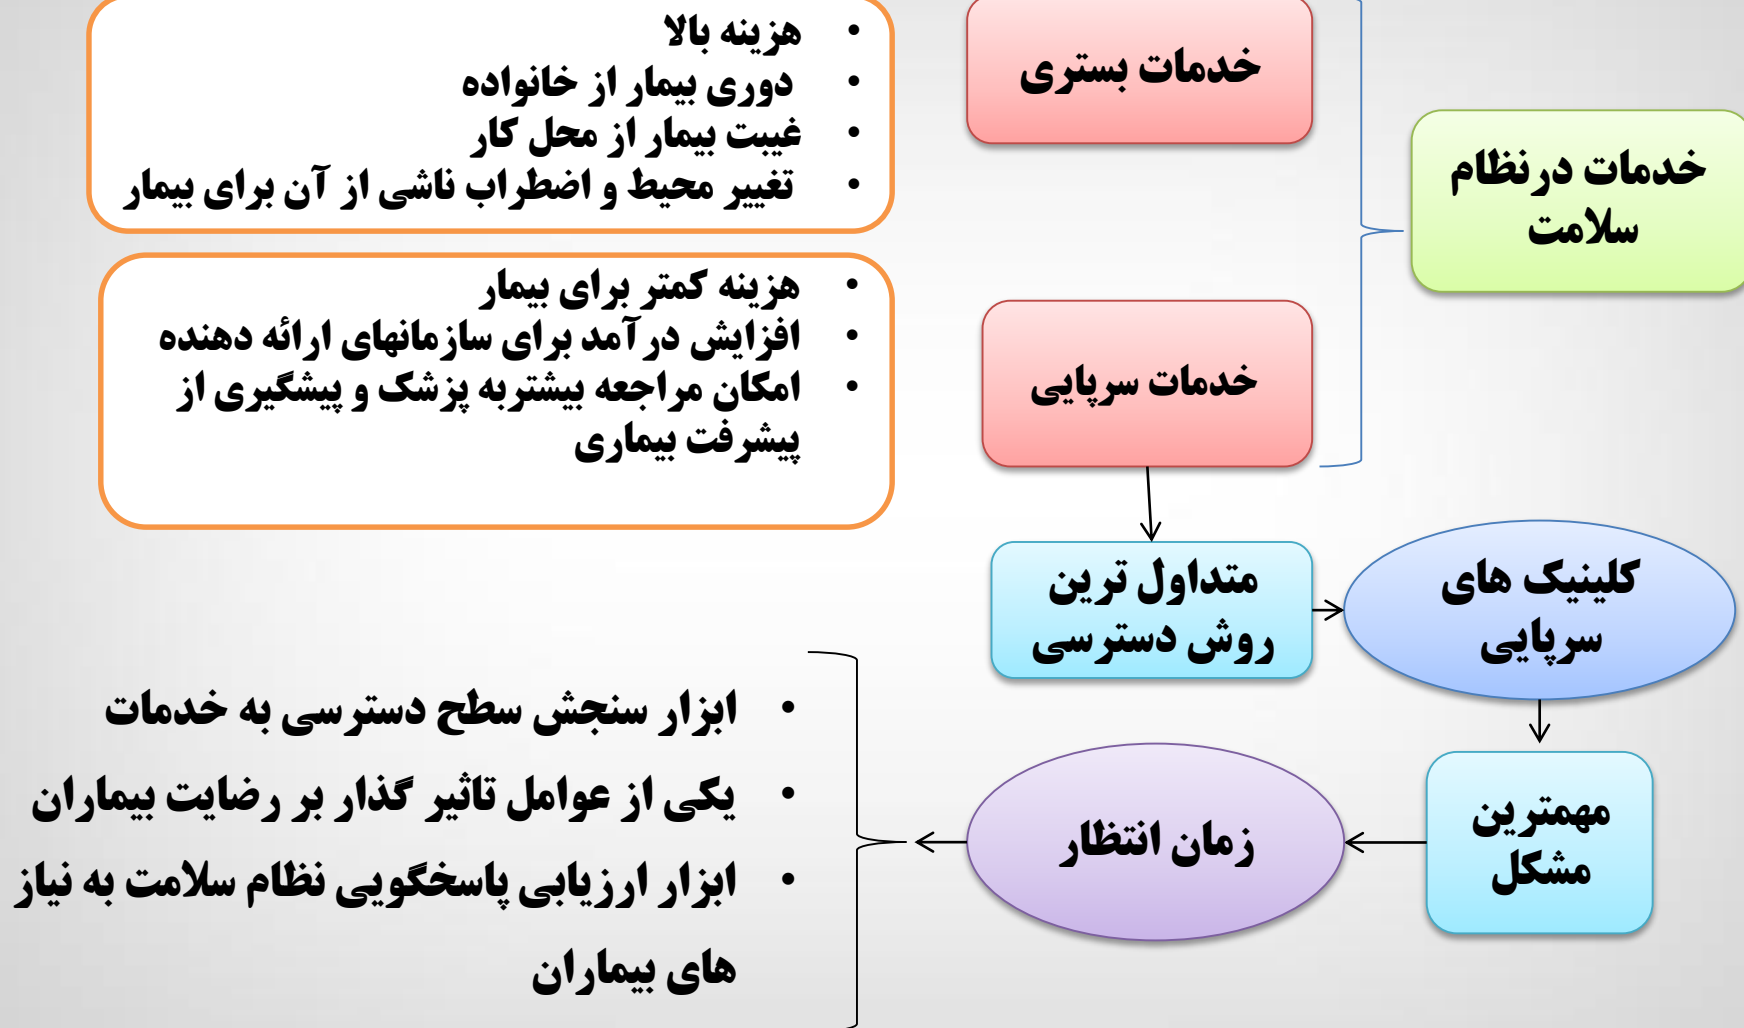 خدمات درنظام
سلامت
خدمات بستری
• هزینه بالا
• دوری بیمار از خانواده
• غیبت بیمار از محل کار
• تغییر محیط و اضطراب ناشی از آن برای بیمار
خدمات سرپایی
• هزینه کمتر برای بیمار
• افزایش درآمد برای سازمانهای ارائه دهنده
• امکان مراجعه بیشتربه پزشک و پیشگیری از
پیشرفت بیماری
متداول ترین
روش دسترسی
کلینیک های
سرپایی
مهمترین
مشکل
زمان انتظار
• ابزار سنجش سطح دسترسی به خدمات
• یکی از عوامل تاثیر گذار بر رضایت بیماران
• ابزار ارزیابی پاسخگویی نظام سلامت به نیاز
های بیماران